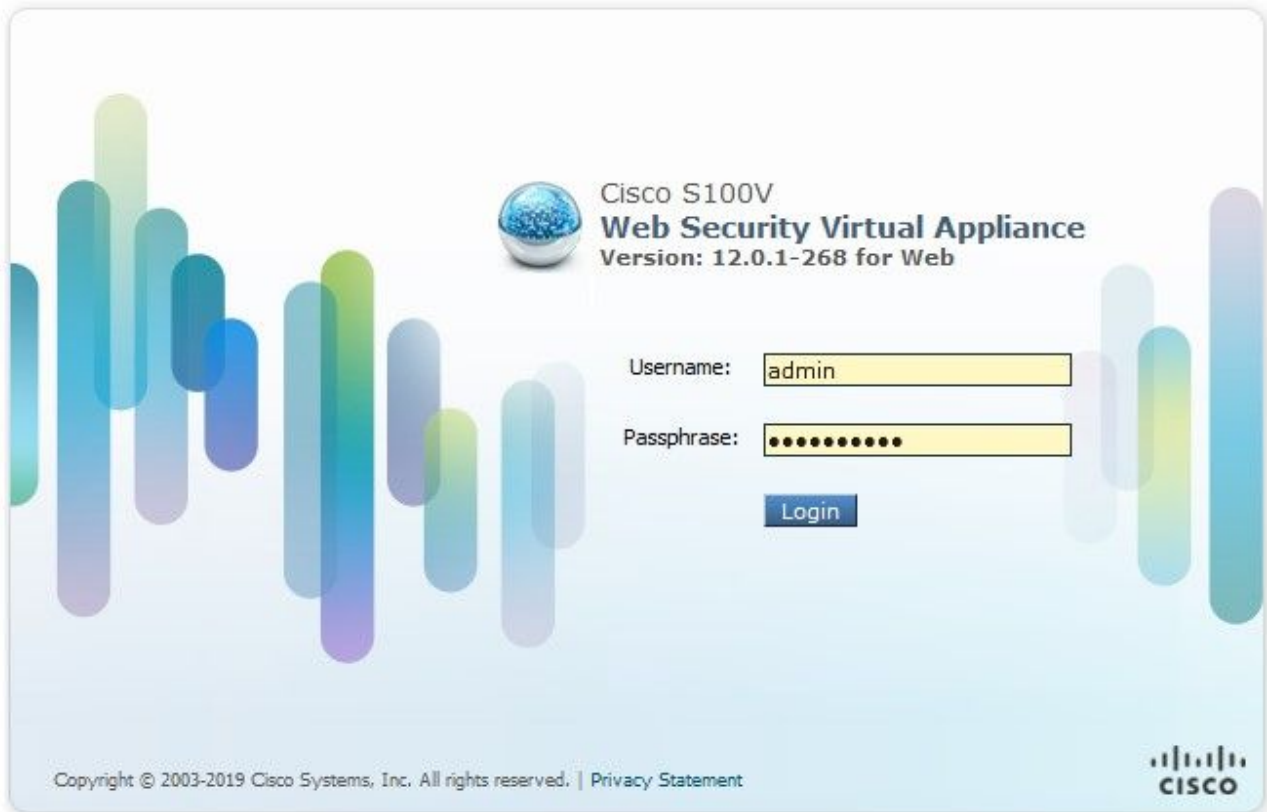 Cisco S100V
Web Security Virtual Appliance
Version: 12.0.1-268 for Web
Username: admin
Passphrase: ••••••••••
Login
Copyright © 2003-2019 Cisco Systems, Inc. All rights reserved. | Privacy Statement
CISCO